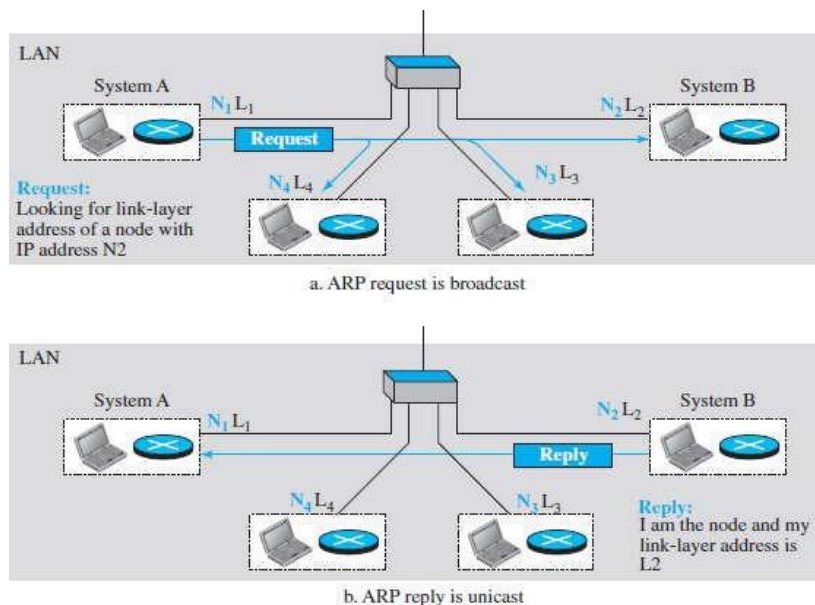 LAN
System A
System B
N1 L1
N2 L2
Request
N4 L4
N3 L3
Request:
Looking for link-layer
address of a node with
IP address N2
a. ARP request is broadcast
LAN
System A
System B
N1 L1
N2 L2
Reply
N4 L4
N3 L3
Reply:
I am the node and my
link-layer address is
L2
b. ARP reply is unicast